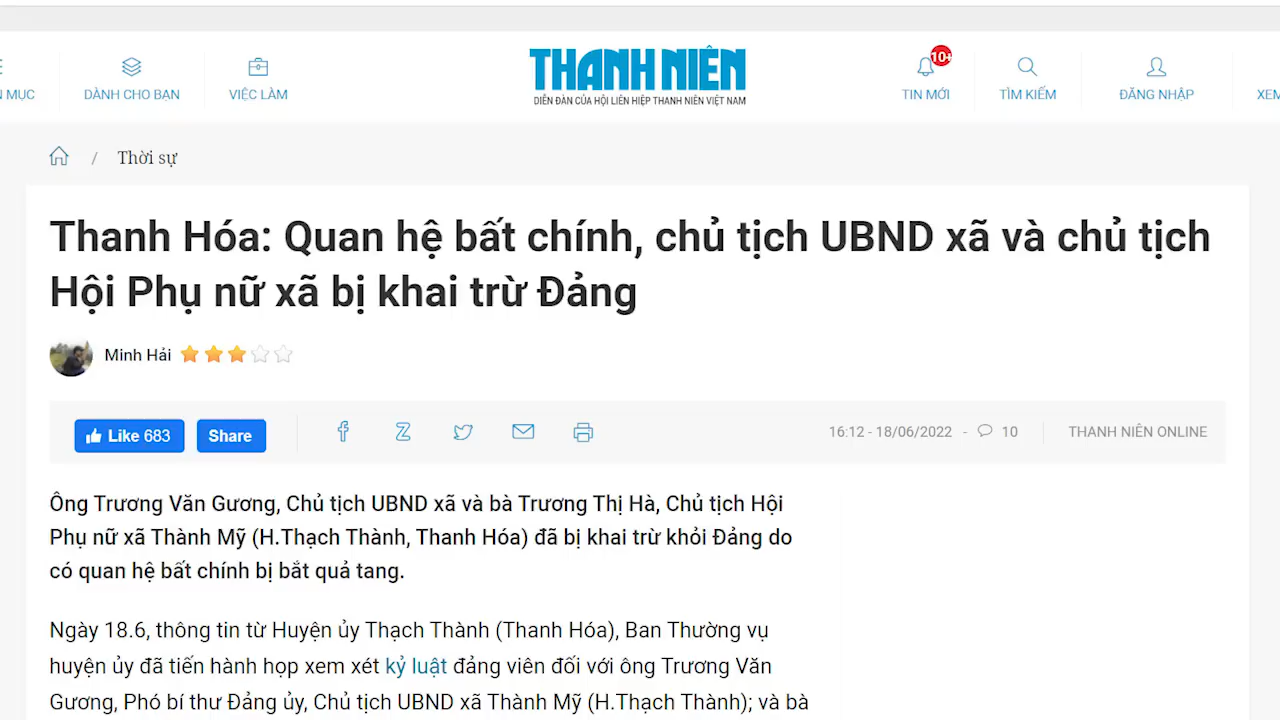 MỤC
DÀNH CHO BẠN
VIỆC LÀM
THANH NIÊN
DIỄN ĐÀN CỦA HỘI LIÊN HIỆP THANH NIÊN VIỆT NAM
10+
TIN MỚI
TÌM KIẾM
ĐĂNG NHẬP
XEM
/ Thời sự
Thanh Hóa: Quan hệ bất chính, chủ tịch UBND xã và chủ tịch
Hội Phụ nữ xã bị khai trừ Đảng
Minh Hải
Like 683
Share
16:12 - 18/06/2022 - 10
THANH NIÊN ONLINE
Ông Trương Văn Gương, Chủ tịch UBND xã và bà Trương Thị Hà, Chủ tịch Hội
Phụ nữ xã Thành Mỹ (H.Thạch Thành, Thanh Hóa) đã bị khai trừ khỏi Đảng do
có quan hệ bất chính bị bắt quả tang.
Ngày 18.6, thông tin từ Huyện ủy Thạch Thành (Thanh Hóa), Ban Thường vụ
huyện ủy đã tiến hành họp xem xét kỷ luật đảng viên đối với ông Trương Văn
Gương, Phó bí thư Đảng ủy, Chủ tịch UBND xã Thành Mỹ (H.Thạch Thành); và bà